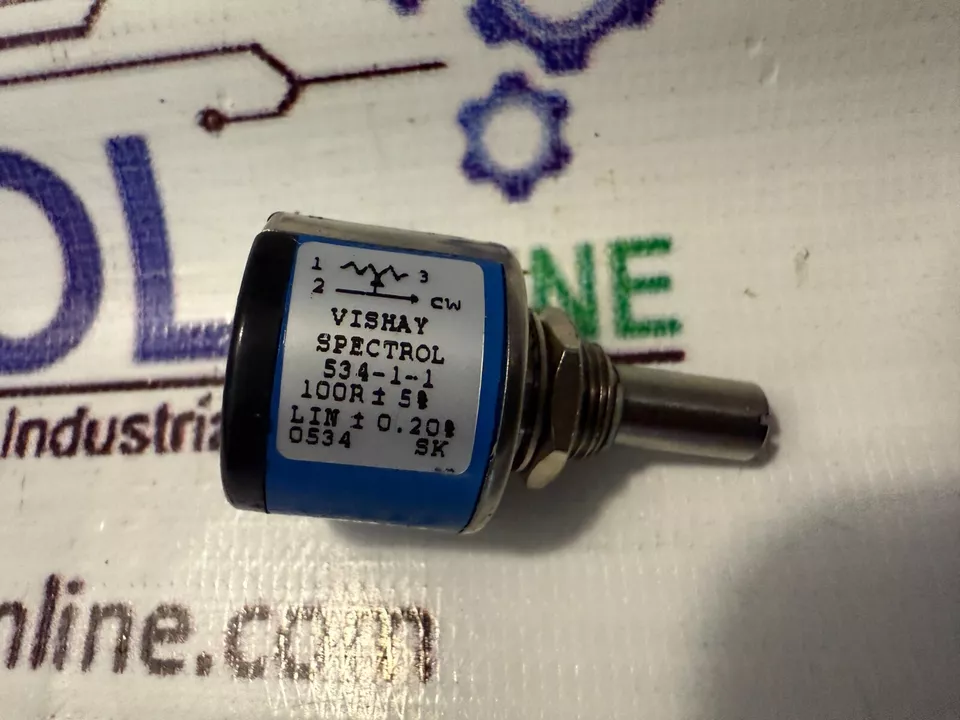 OL
NE
Industria
nline.com
1 3
2 CW
VISHAY
SPECTROL
534-1-1
100R ± 5%
LIN ± 0.20%
0534 SK